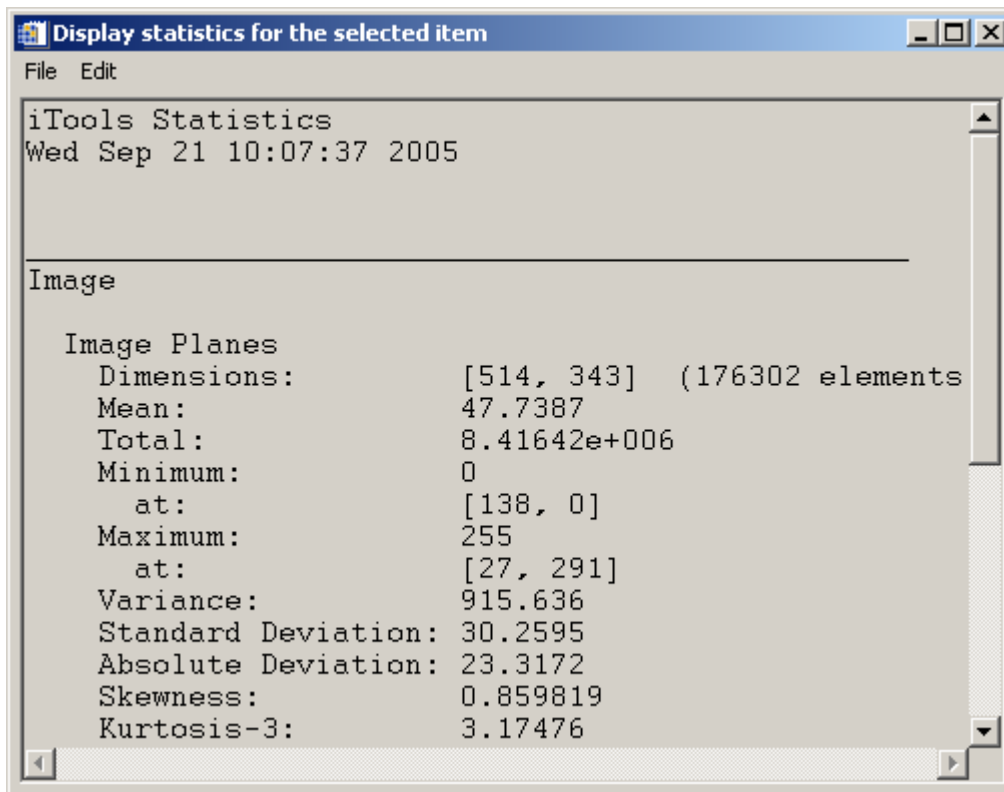 Display statistics for the selected item
File Edit
iTools Statistics
Wed Sep 21 10:07:37 2005
Image
Image Planes
Dimensions: [514, 343] (176302 elements
Mean: 47.7387
Total: 8.41642e+006
Minimum: 0
at: [138, 0]
Maximum: 255
at: [27, 291]
Variance: 915.636
Standard Deviation: 30.2595
Absolute Deviation: 23.3172
Skewness: 0.859819
Kurtosis-3: 3.17476